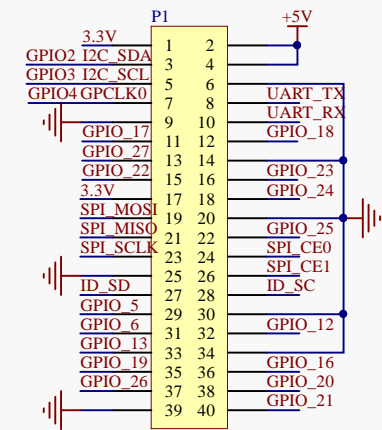 P1
+5V
3.3V 1 2
GPIO2 I2C_SDA 3 4
GPIO3 I2C_SCL 5 6
GPIO4 GPCLK0 7 8 UART_TX
9 10 UART_RX
GPIO_17 11 12 GPIO_18
GPIO_27 13 14
GPIO_22 15 16 GPIO_23
3.3V 17 18 GPIO_24
SPI_MOSI 19 20
SPI_MISO 21 22 GPIO_25
SPI_SCLK 23 24 SPI_CE0
25 26 SPI_CE1
ID_SD 27 28 ID_SC
GPIO_5 29 30
GPIO_6 31 32 GPIO_12
GPIO_13 33 34
GPIO_19 35 36 GPIO_16
GPIO_26 37 38 GPIO_20
39 40 GPIO_21